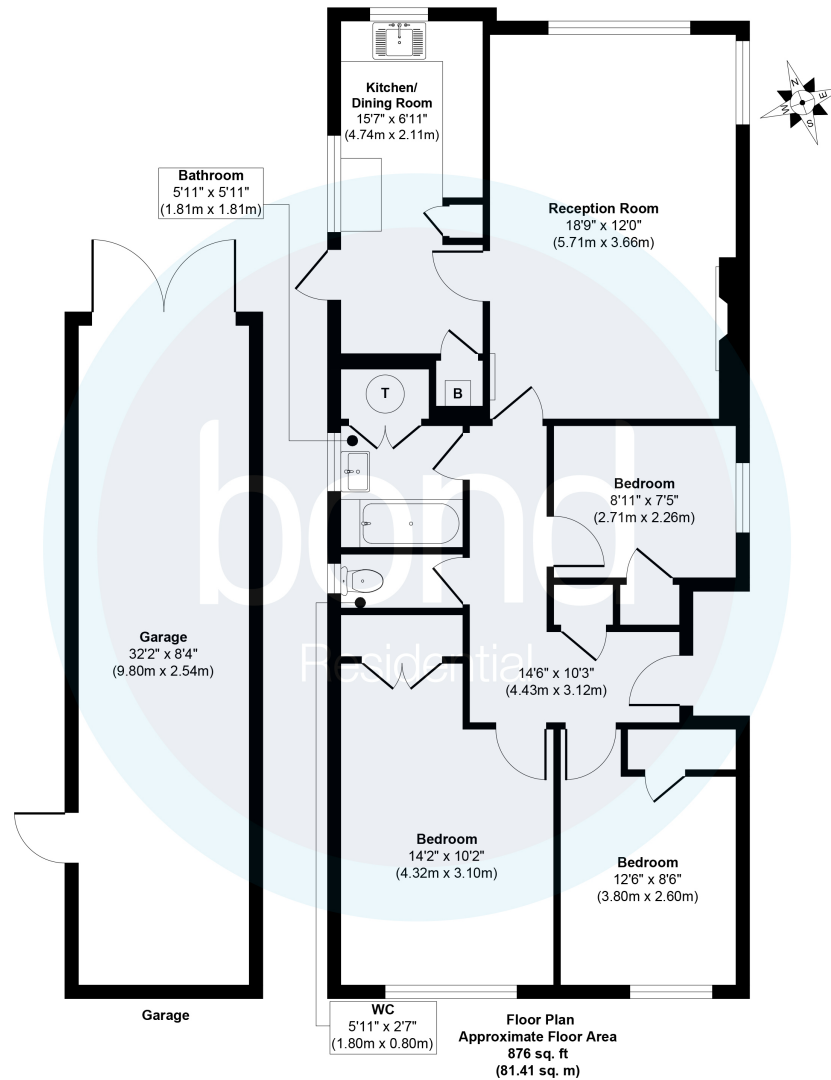 Kitchen/
Dining Room
15'7" x 6'11"
(4.74m x 2.11m)
N
E
S
W
Bathroom
5'11" x 5'11"
(1.81m x 1.81m)
Reception Room
18'9" x 12'0"
(5.71m x 3.66m)
T
B
bond
Residential
Bedroom
8'11" x 7'5"
(2.71m x 2.26m)
Garage
32'2" x 8'4"
(9.80m x 2.54m)
14'6" x 10'3"
(4.43m x 3.12m)
Bedroom
14'2" x 10'2"
(4.32m x 3.10m)
Bedroom
12'6" x 8'6"
(3.80m x 2.60m)
Garage
WC
5'11" x 2'7"
(1.80m x 0.80m)
Floor Plan
Approximate Floor Area
876 sq. ft
(81.41 sq. m)